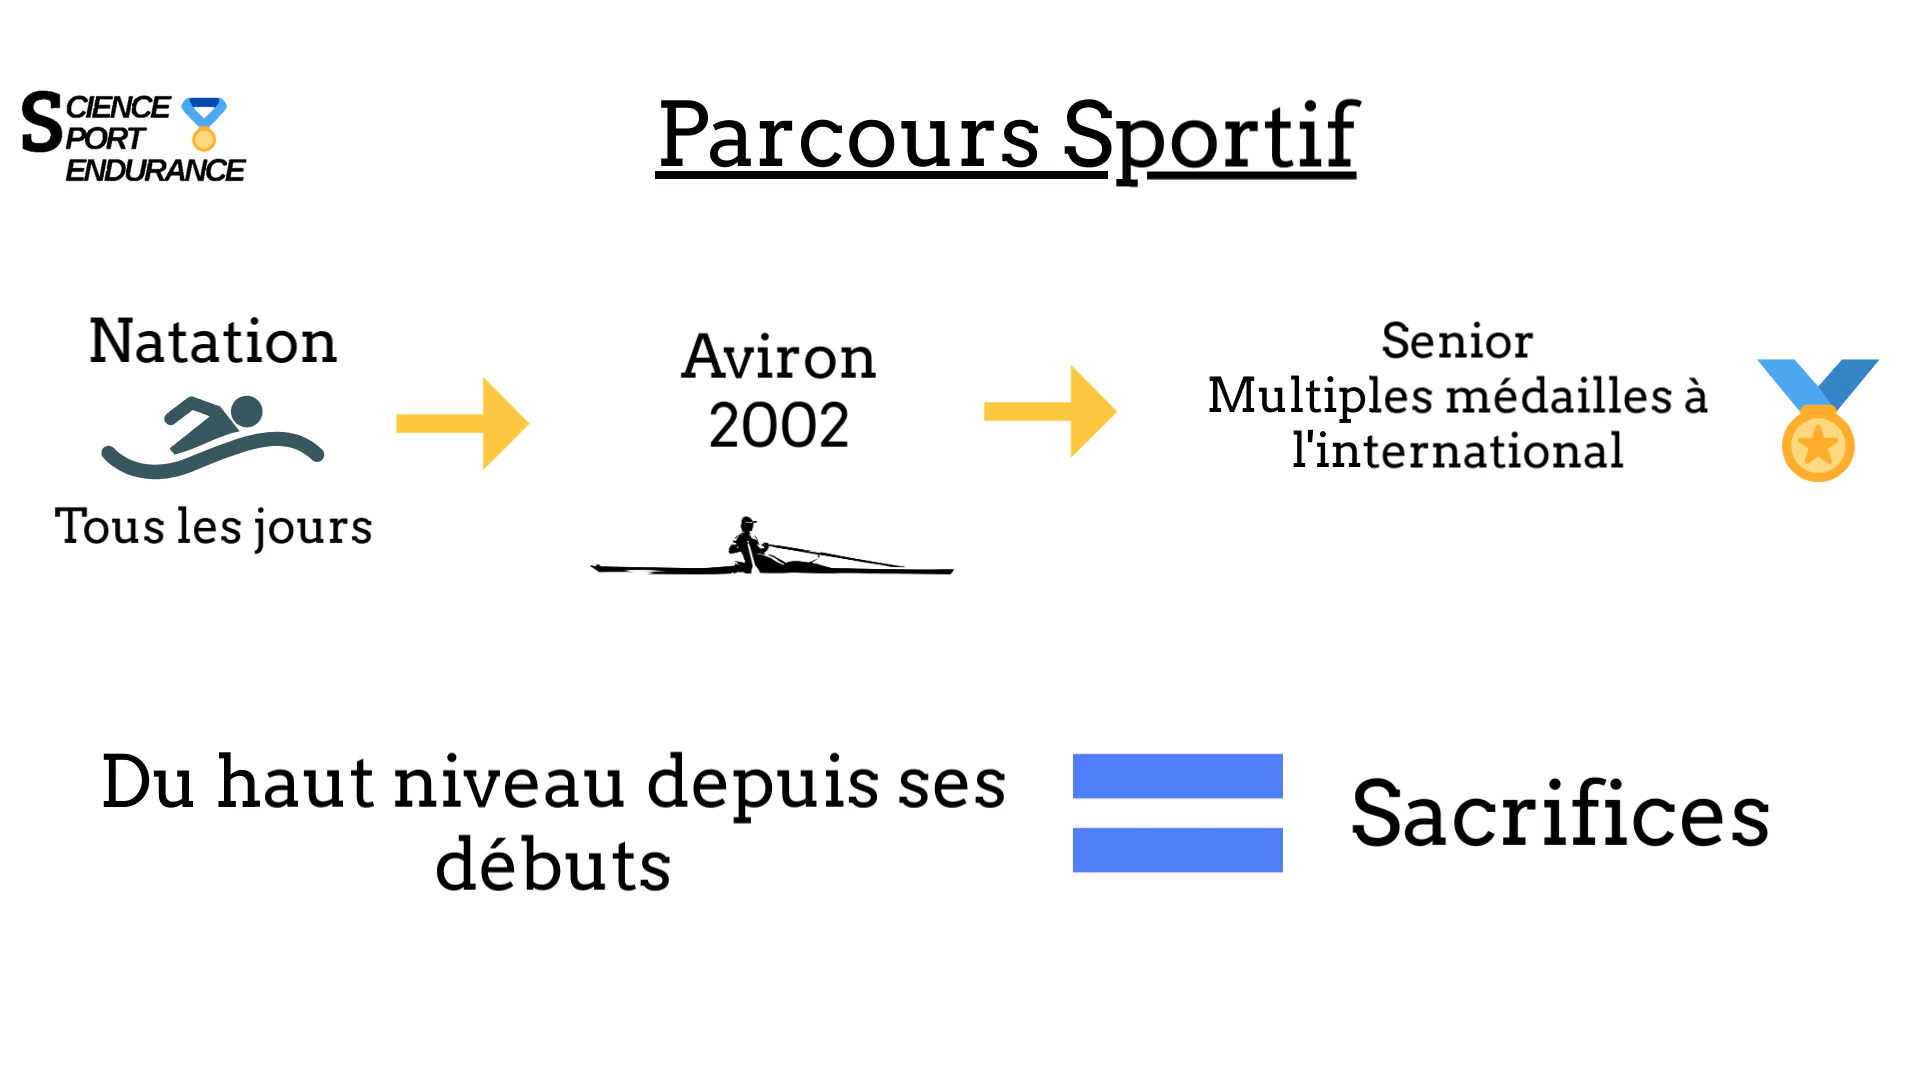 SCIENCE
SPORT
ENDURANCE
Parcours Sportif
Natation
Tous les jours
Aviron
2002
Senior
Multiples médailles à
l'international
Du haut niveau depuis ses
débuts
Sacrifices